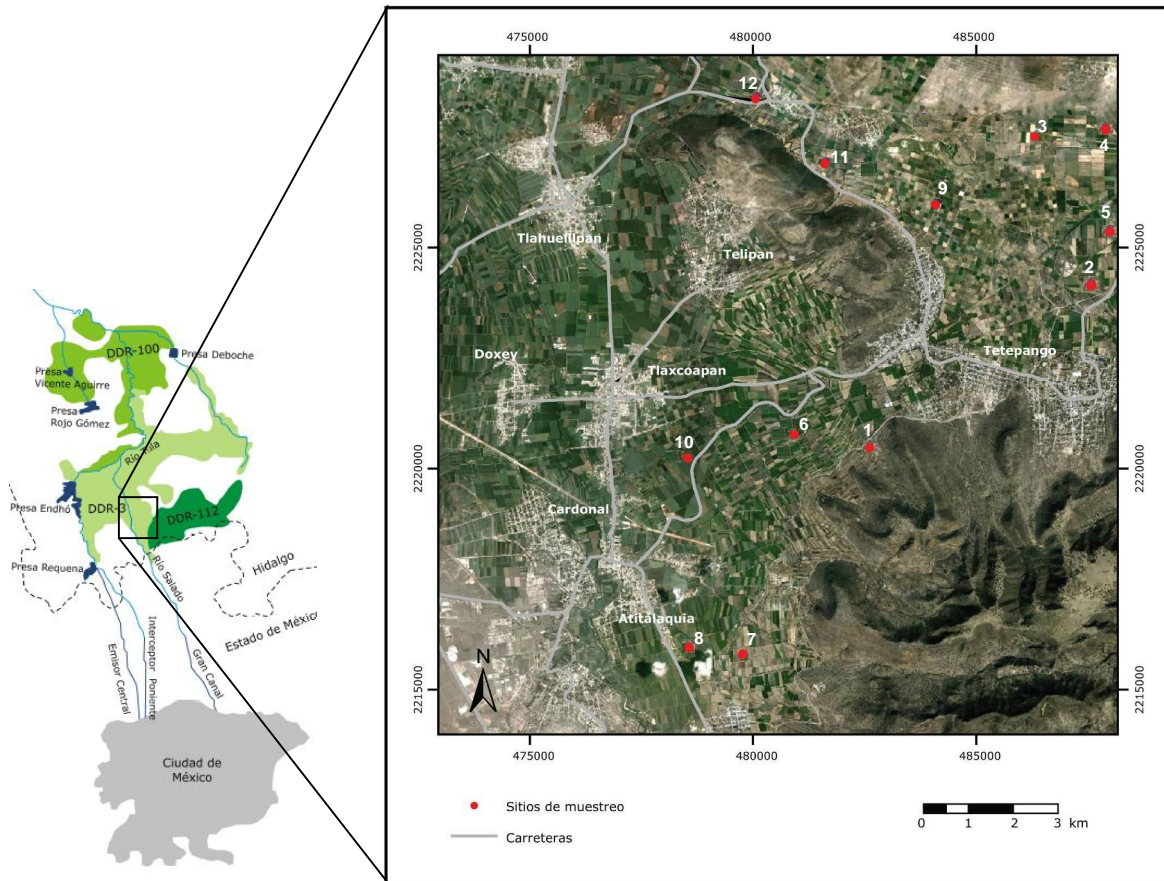 DDR-100
Presa Deboche
Presa
Vicente Aguirre
Presa
Rojo Gómez
Río Tula
Presa Endhó
DDR-3
DDR-112
Presa Requena
Río Salado
Hidalgo
Estado de México
Emisor Central
Interceptor Poniente
Gran Canal
Ciudad de
México
475000
480000
485000
2225000
2220000
2215000
12
3
4
11
9
5
2
Tlahuelilpan
Telipan
Doxey
Tlaxcoapan
Tetepango
6
1
10
Cardonal
Atitalaquia
8
7
N
2225000
2220000
2215000
475000
480000
485000
Sitios de muestreo
Carreteras
0 1 2 3 km